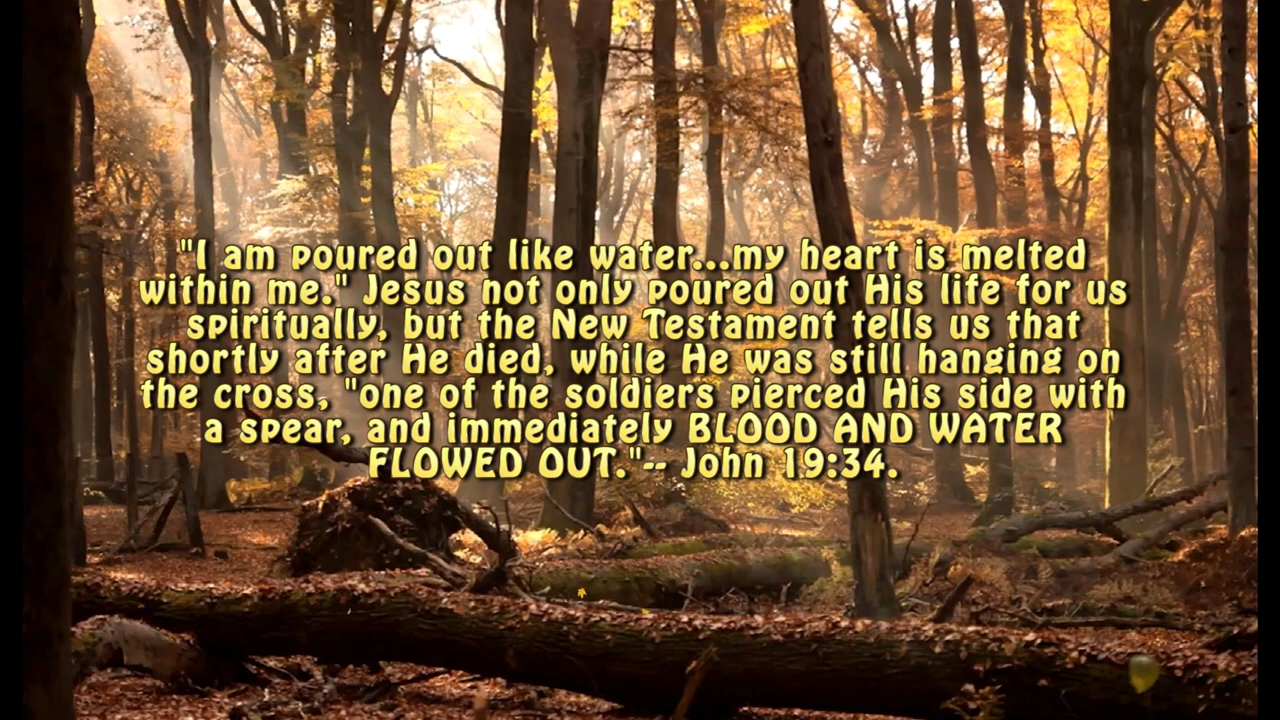 "I am poured out like water...my heart is melted
within me." Jesus not only poured out His life for us
spiritually, but the New Testament tells us that
shortly after He died, while He was still hanging on
the cross, "one of the soldiers pierced His side with
a spear, and immediately BLOOD AND WATER
FLOWED OUT."-- John 19:34.